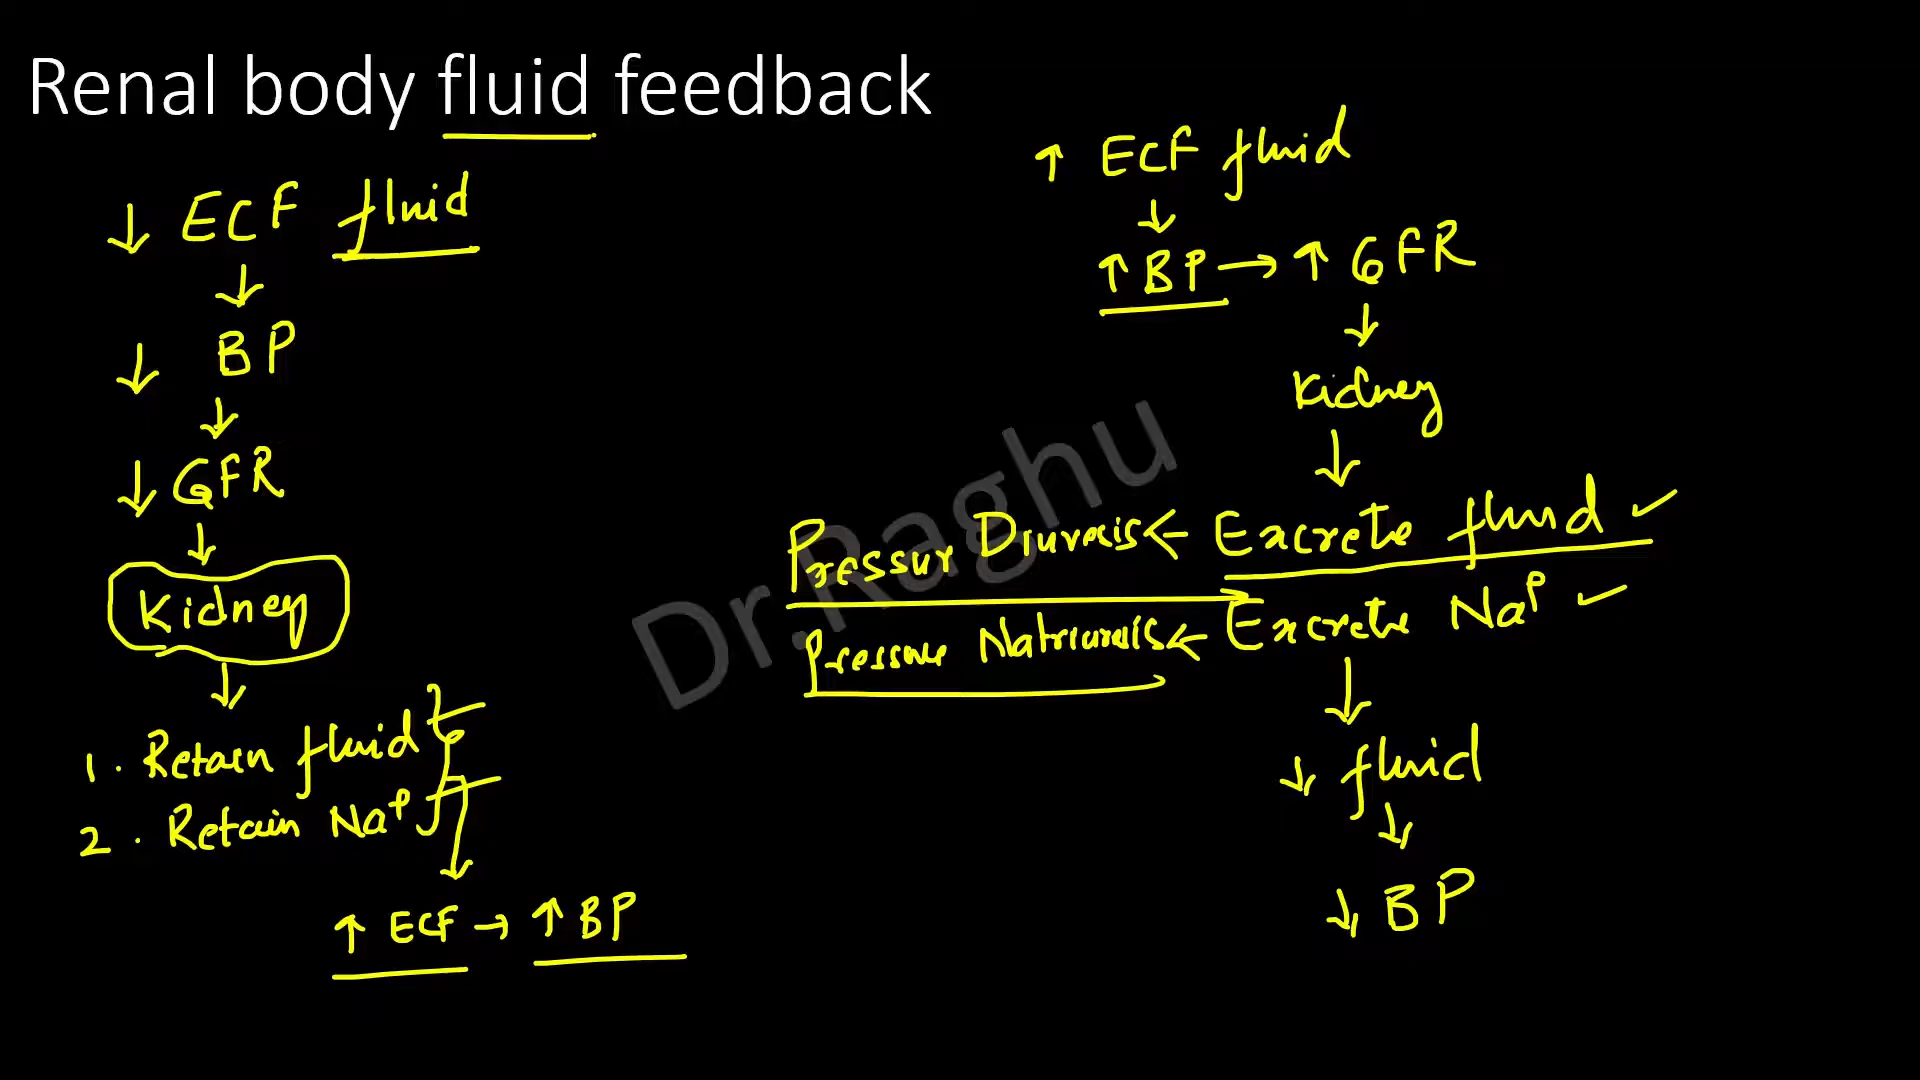 Renal body fluid feedback
↓ ECF fluid
↓
↓ BP
↓
↓ GFR
↓
Kidney
↓
1. Retain fluid
2. Retain Na+
↑ ECF → ↑ BP
↑ ECF fluid
↓
↑ BP → ↑ GFR
↓
Kidney
↓
Pressur Diuresis ← Excrete fluid ✓
Pressure Natriuresis ← Excrete Na+ ✓
↓
↓ fluid
↓
↓ BP
Dr.Raghu